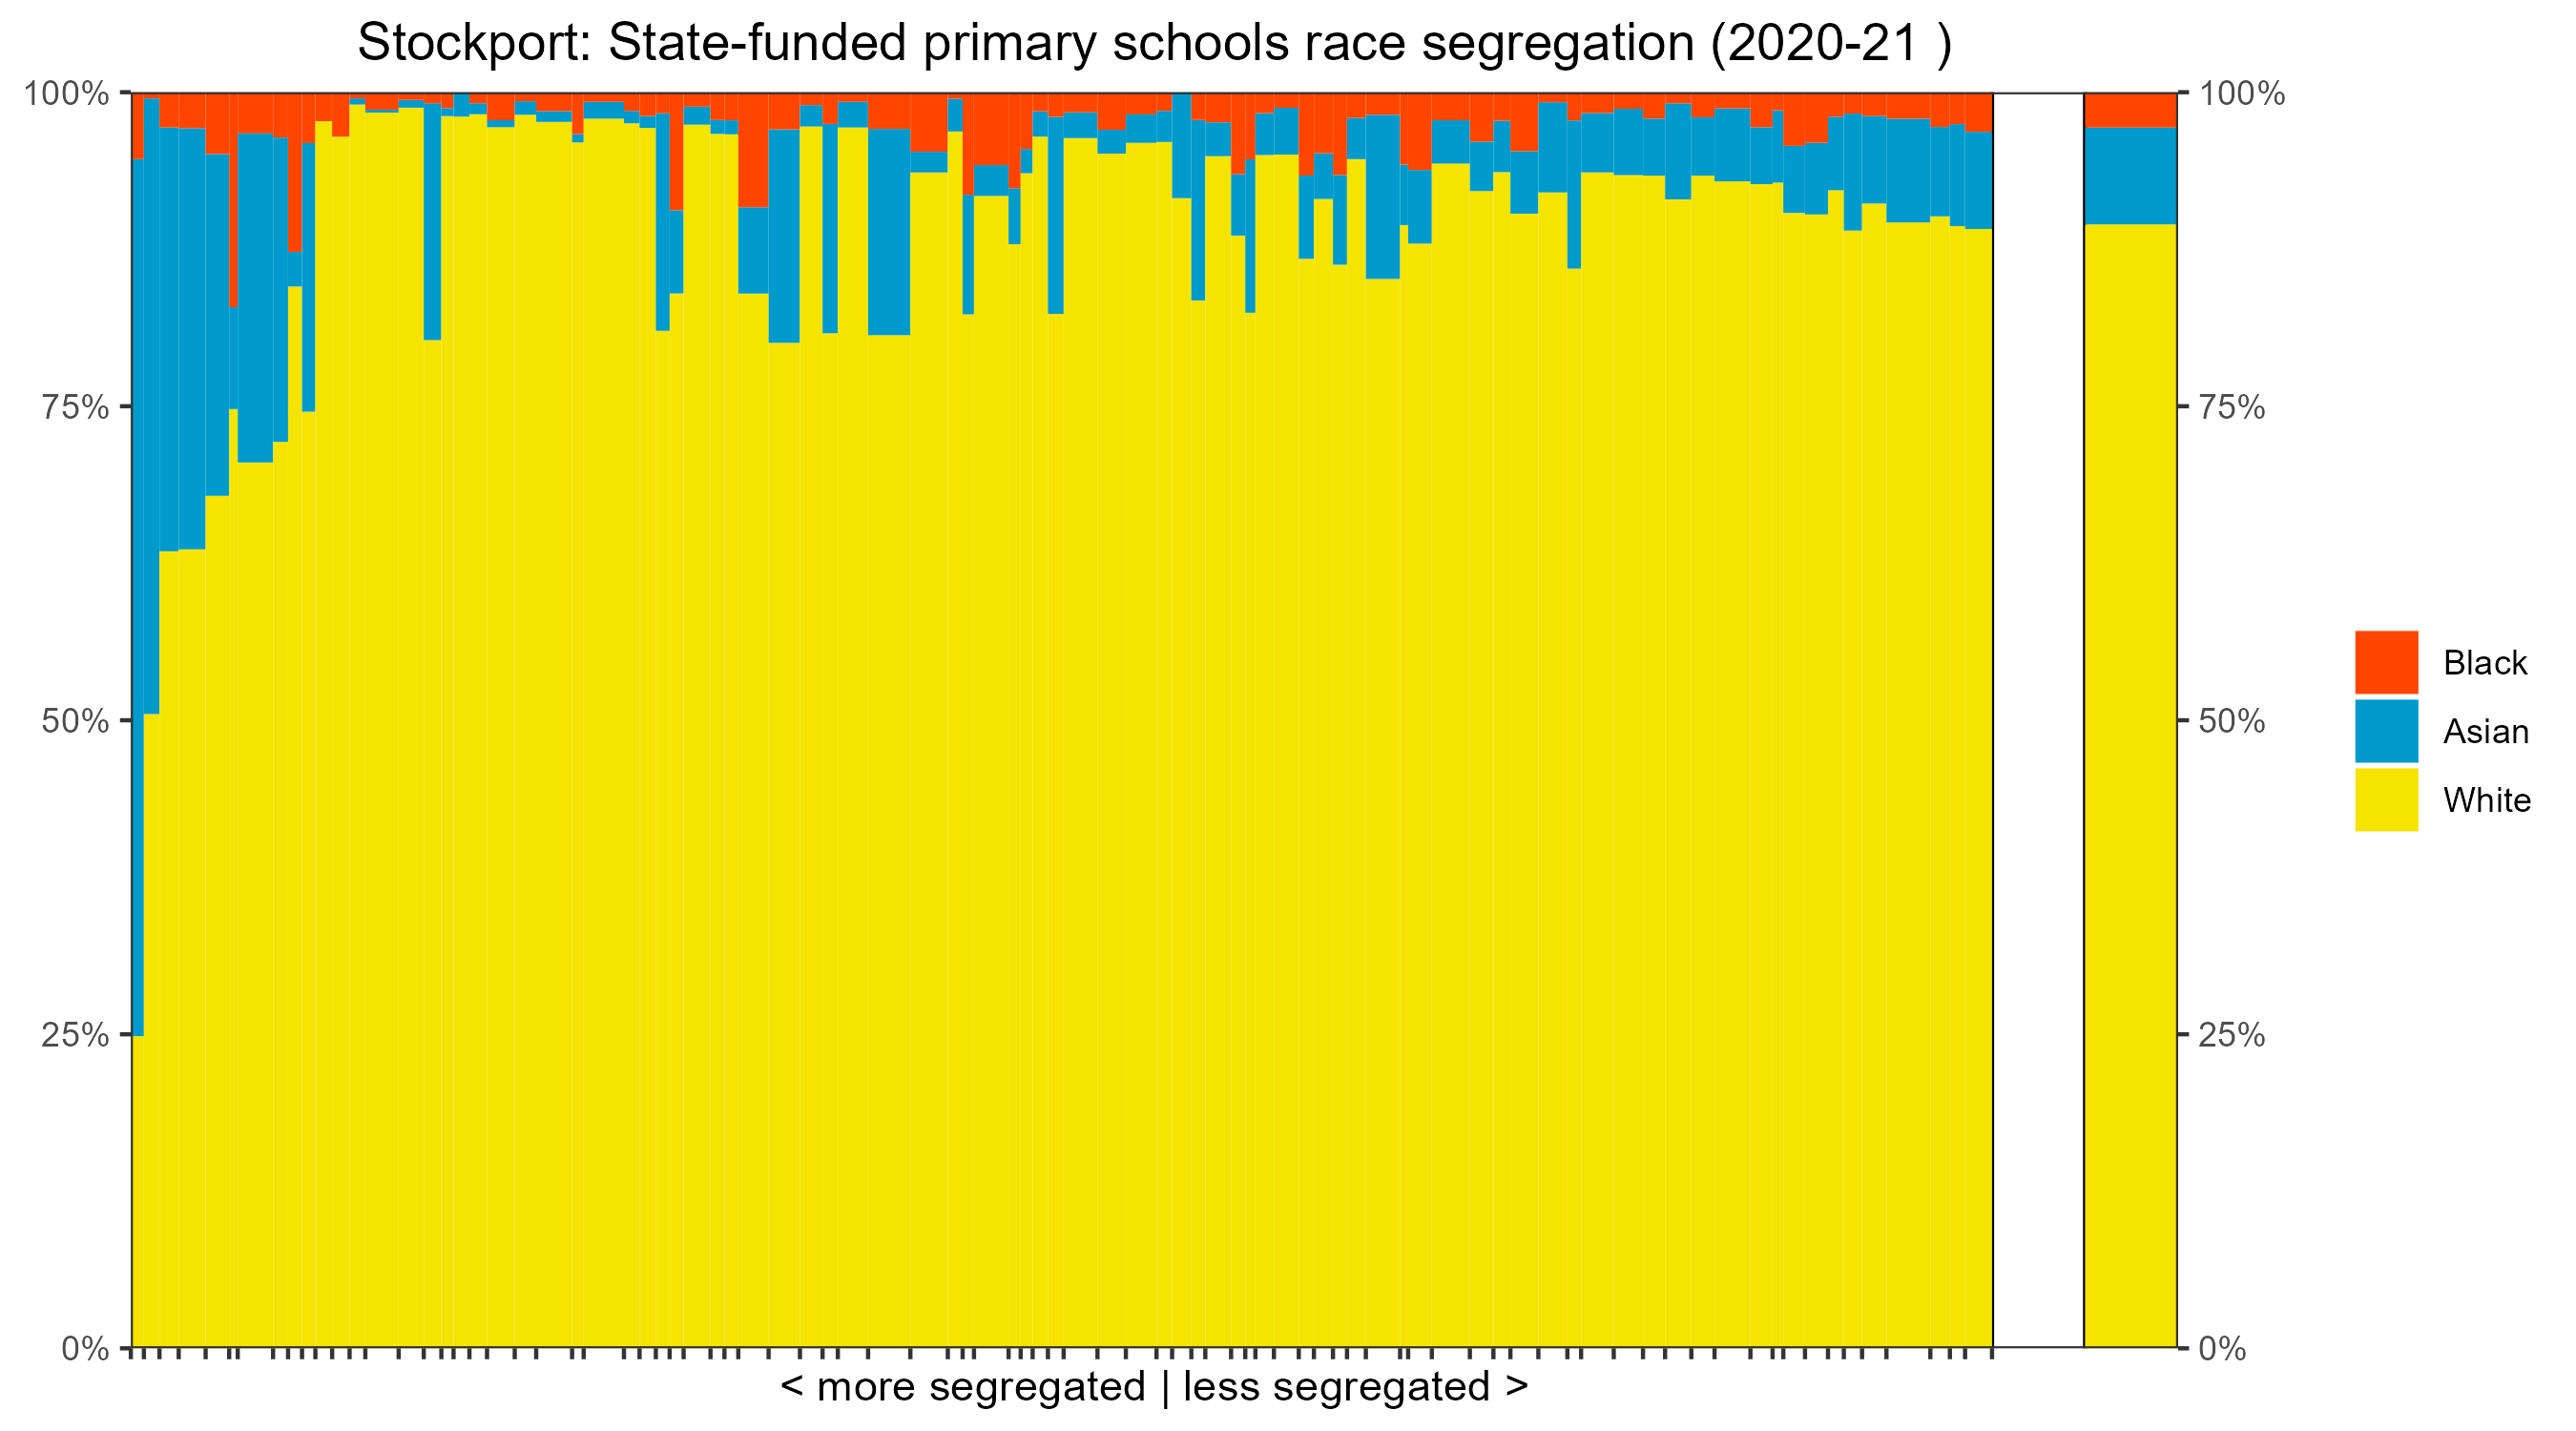 Stockport: State-funded primary schools race segregation (2020-21 )
100%
75%
50%
25%
0%
100%
75%
50%
25%
0%
Black
Asian
White
< more segregated | less segregated >